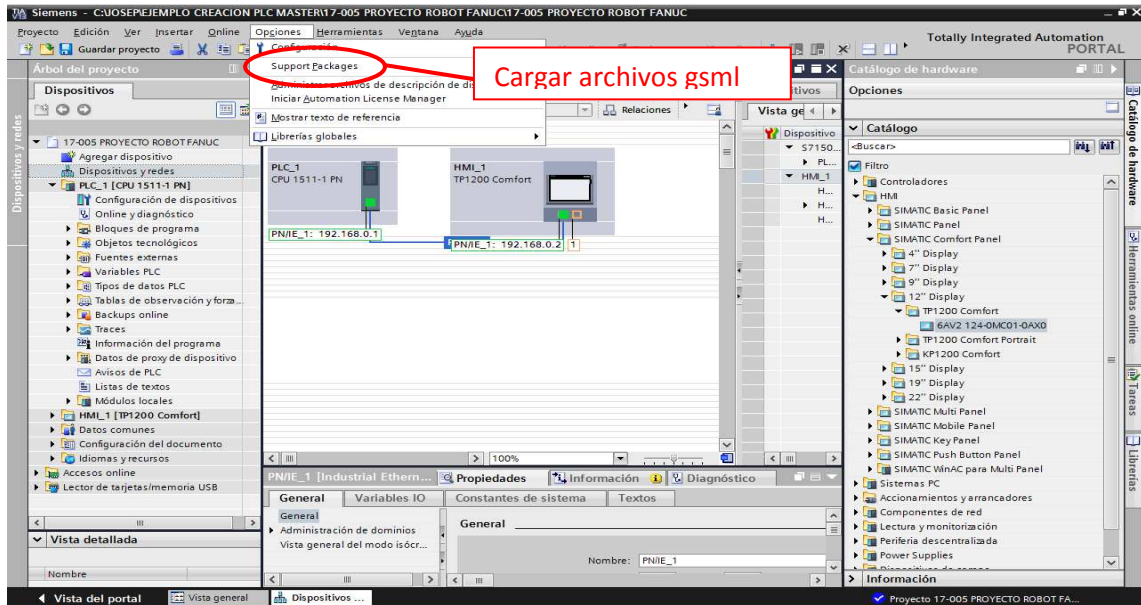 Siemens - C:\JOSEP\EJEMPLO CREACION PLC MASTER\17-005 PROYECTO ROBOT FANUC\17-005 PROYECTO ROBOT FANUC
Proyecto Edición Ver Insertar Online Opciones Herramientas Ventana Ayuda
Totally Integrated Automation
PORTAL
Guardar proyecto
Configuración
Support Packages
Administrar archivos de descripción de dis
Iniciar Automation License Manager
Mostrar texto de referencia
Librerías globales
Cargar archivos gsml
Árbol del proyecto
Dispositivos
17-005 PROYECTO ROBOT FANUC
Agregar dispositivo
Dispositivos y redes
PLC_1 [CPU 1511-1 PN]
Configuración de dispositivos
Online y diagnóstico
Bloques de programa
Objetos tecnológicos
Fuentes externas
Variables PLC
Tipos de datos PLC
Tablas de observación y forza...
Backups online
Traces
Información del programa
Datos de proxy de dispositivo
Avisos de PLC
Listas de textos
Módulos locales
HMI_1 [TP1200 Comfort]
Datos comunes
Configuración del documento
Idiomas y recursos
Accesos online
Lector de tarjetas/memoria USB
Vista detallada
Nombre
Dispositivos y redes
Relaciones
PLC_1
CPU 1511-1 PN
HMI_1
TP1200 Comfort
PN/IE_1: 192.168.0.1
PN/IE_1: 192.168.0.2
1
100%
tivos
Vista ge
Dispositivo
S7150...
PL...
HMI_1
H...
H...
H...
PN/IE_1 [Industrial Ethern...
Propiedades
Información
Diagnóstico
General
Variables IO
Constantes de sistema
Textos
General
Administración de dominios
Vista general del modo isócr...
General
Nombre: PN/IE_1
Catálogo de hardware
Opciones
Catálogo
<Buscar>
Filtro
Controladores
HMI
SIMATIC Basic Panel
SIMATIC Panel
SIMATIC Comfort Panel
4" Display
7" Display
9" Display
12" Display
TP1200 Comfort
6AV2 124-0MC01-0AX0
TP1200 Comfort Portrait
KP1200 Comfort
15" Display
19" Display
22" Display
SIMATIC Multi Panel
SIMATIC Mobile Panel
SIMATIC Key Panel
SIMATIC Push Button Panel
SIMATIC WinAC para Multi Panel
Sistemas PC
Accionamientos y arrancadores
Componentes de red
Lectura y monitorización
Periferia descentralizada
Power Supplies
Información
Catálogo de hardware
Herramientas online
Tareas
Librerías
Vista del portal
Vista general
Dispositivos ...
Proyecto 17-005 PROYECTO ROBOT FA...